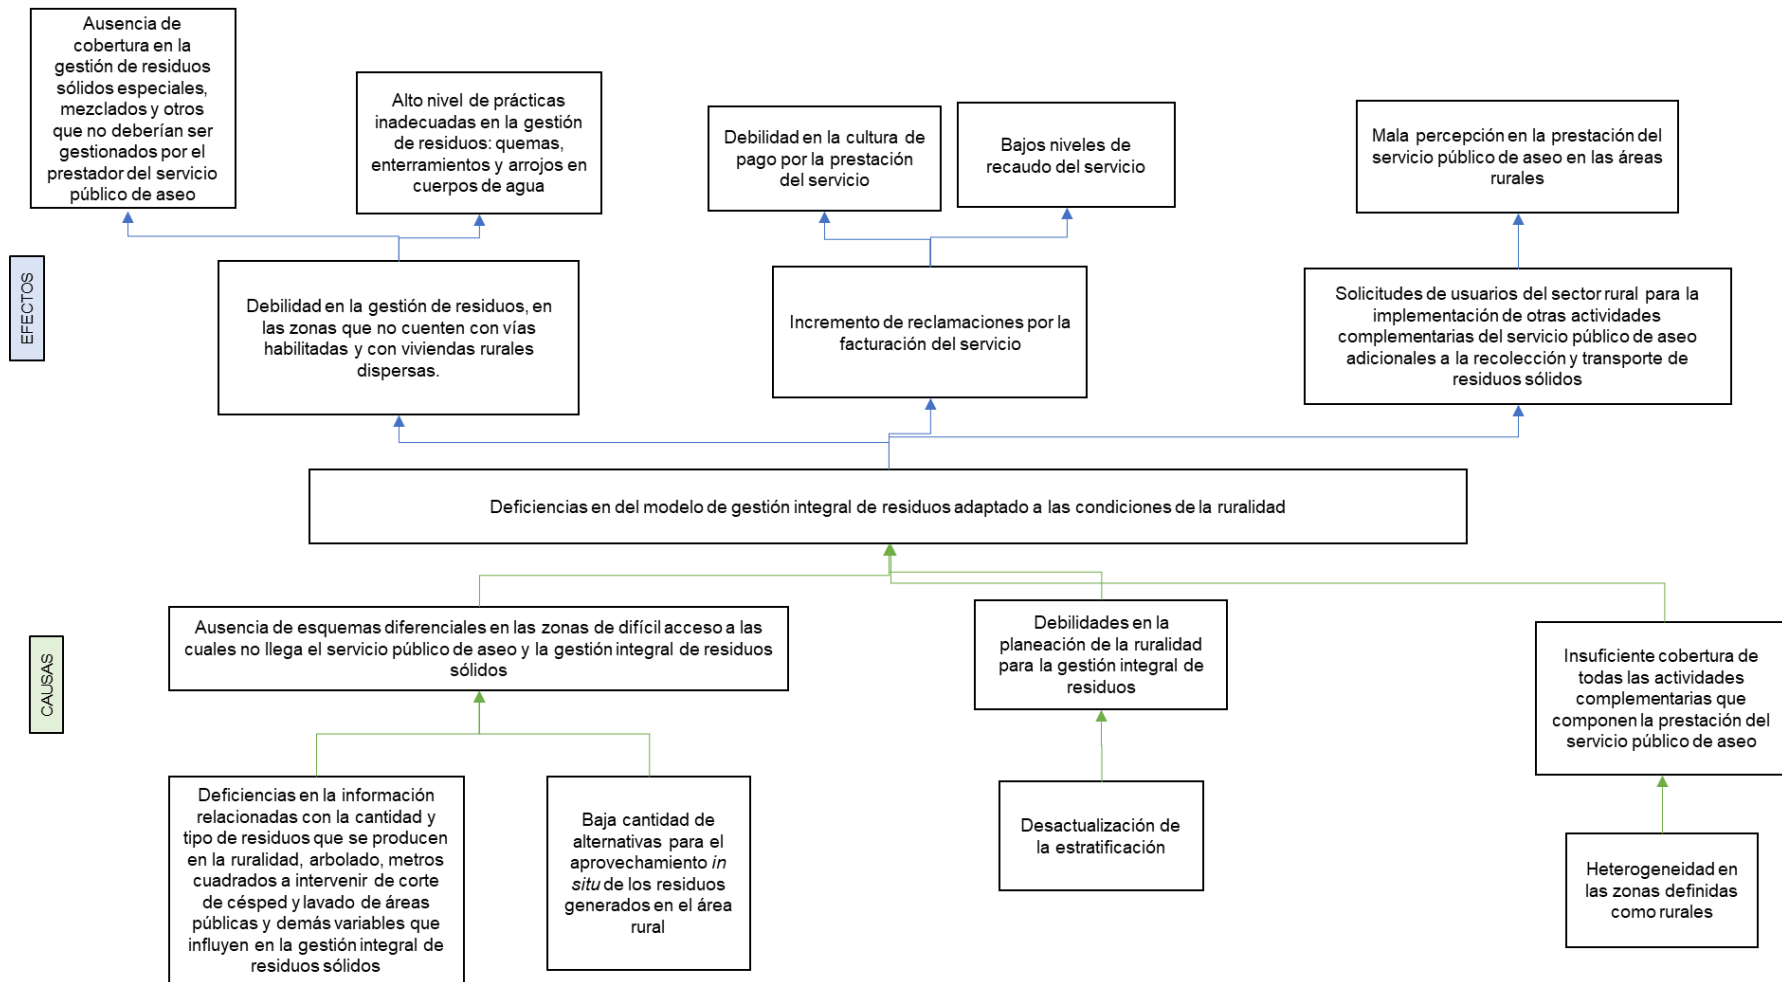 Ausencia de
cobertura en la
gestión de residuos
sólidos especiales,
mezclados y otros
que no deberían ser
gestionados por el
prestador del servicio
público de aseo
Alto nivel de prácticas
inadecuadas en la gestión
de residuos: quemas,
enterramientos y arrojos en
cuerpos de agua
Debilidad en la cultura de
pago por la prestación
del servicio
Bajos niveles de
recaudo del servicio
Mala percepción en la prestación del
servicio público de aseo en las áreas
rurales
EFECTOS
Debilidad en la gestión de residuos, en
las zonas que no cuenten con vías
habilitadas y con viviendas rurales
dispersas.
Incremento de reclamaciones por la
facturación del servicio
Solicitudes de usuarios del sector rural para la
implementación de otras actividades
complementarias del servicio público de aseo
adicionales a la recolección y transporte de
residuos sólidos
Deficiencias en del modelo de gestión integral de residuos adaptado a las condiciones de la ruralidad
CAUSAS
Ausencia de esquemas diferenciales en las zonas de difícil acceso a las
cuales no llega el servicio público de aseo y la gestión integral de residuos
sólidos
Debilidades en la
planeación de la ruralidad
para la gestión integral de
residuos
Insuficiente cobertura de
todas las actividades
complementarias que
componen la prestación del
servicio público de aseo
Deficiencias en la información
relacionadas con la cantidad y
tipo de residuos que se producen
en la ruralidad, arbolado, metros
cuadrados a intervenir de corte
de césped y lavado de áreas
públicas y demás variables que
influyen en la gestión integral de
residuos sólidos
Baja cantidad de
alternativas para el
aprovechamiento in
situ de los residuos
generados en el área
rural
Desactualización de
la estratificación
Heterogeneidad en
las zonas definidas
como rurales